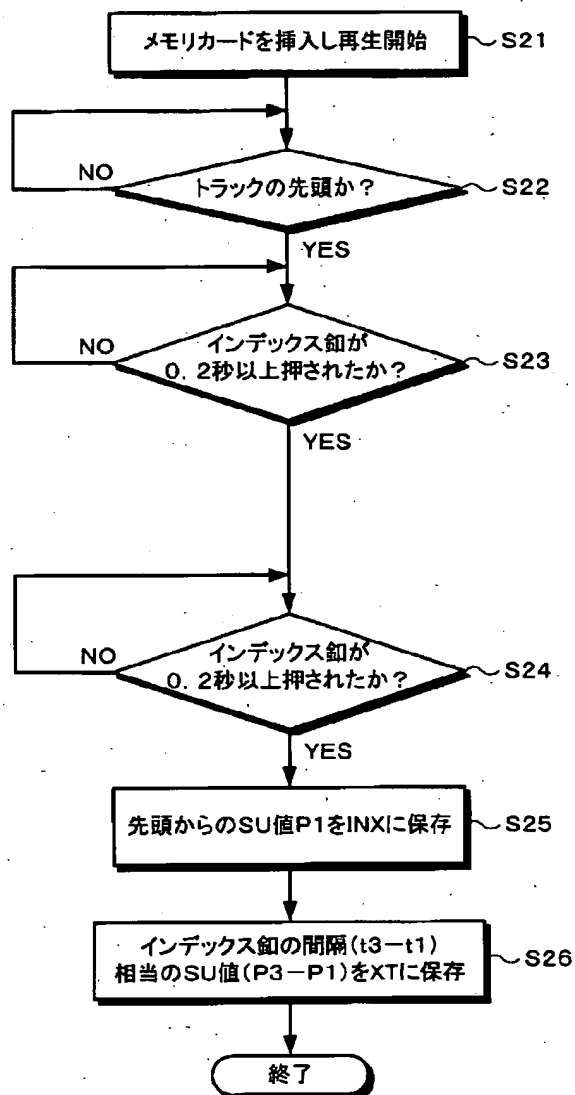 メモリカードを挿入し再生開始
S21
NO
トラックの先頭か?
S22
YES
NO
インデックス釦が
0.2秒以上押されたか?
S23
YES
NO
インデックス釦が
0.2秒以上押されたか?
S24
YES
先頭からのSU値P1をINXに保存
S25
インデックス釦の間隔(t3-t1)
相当のSU値(P3-P1)をXTに保存
S26
終了